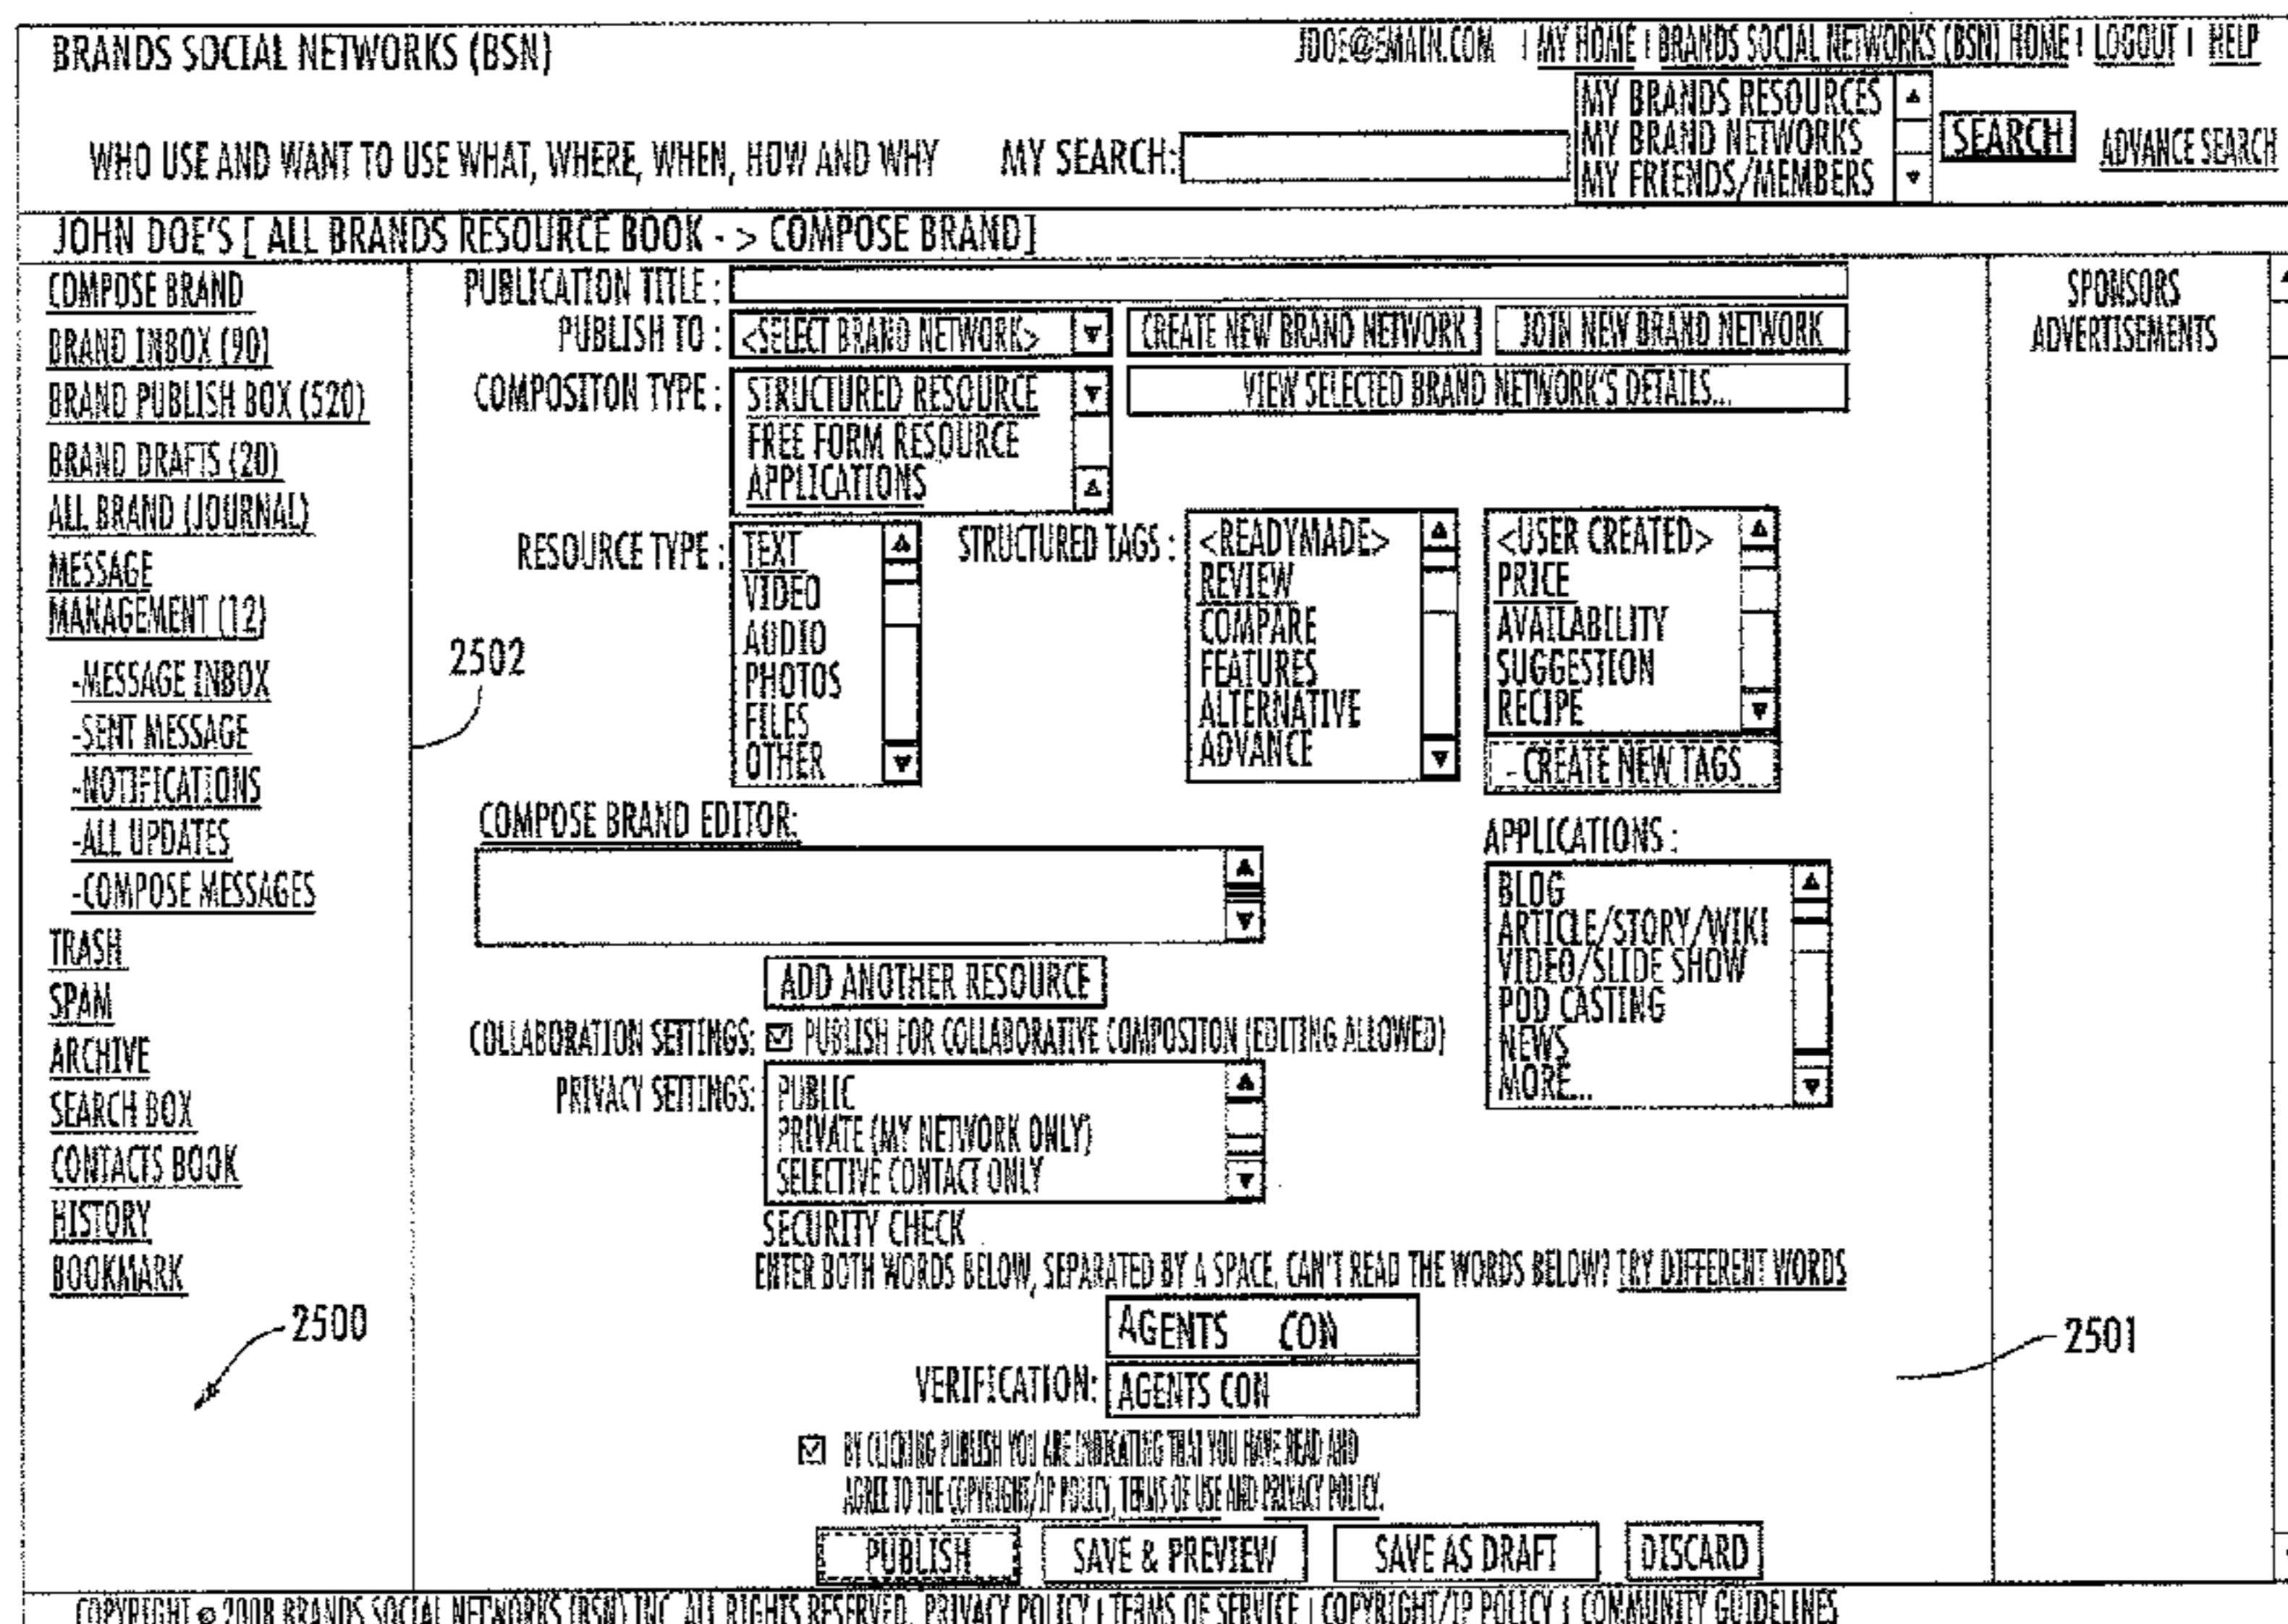 BRANDS SOCIAL NETWORKS (BSN)
JDOE@EMAIN.COM | MY HOME | BRANDS SOCIAL NETWORKS (BSN) HOME | LOGOUT | HELP
WHO USE AND WANT TO USE WHAT, WHERE, WHEN, HOW AND WHY
MY SEARCH:
MY BRANDS RESOURCES
MY BRAND NETWORKS
MY FRIENDS/MEMBERS
SEARCH
ADVANCE SEARCH
JOHN DOE'S [ ALL BRANDS RESOURCE BOOK - > COMPOSE BRAND]
COMPOSE BRAND
BRAND INBOX (90)
BRAND PUBLISH BOX (520)
BRAND DRAFTS (20)
ALL BRAND (JOURNAL)
MESSAGE
MANAGEMENT (12)
-MESSAGE INBOX
-SENT MESSAGE
-NOTIFICATIONS
-ALL UPDATES
-COMPOSE MESSAGES
TRASH
SPAM
ARCHIVE
SEARCH BOX
CONTACTS BOOK
HISTORY
BOOKMARK
2500
2502
PUBLICATION TITLE :
PUBLISH TO : <SELECT BRAND NETWORK> CREATE NEW BRAND NETWORK JOIN NEW BRAND NETWORK
COMPOSITON TYPE : STRUCTURED RESOURCE
FREE FORM RESOURCE
APPLICATIONS
VIEW SELECTED BRAND NETWORK'S DETAILS...
RESOURCE TYPE : TEXT
VIDEO
AUDIO
PHOTOS
FILES
OTHER
STRUCTURED TAGS : <READYMADE>
REVIEW
COMPARE
FEATURES
ALTERNATIVE
ADVANCE
<USER CREATED>
PRICE
AVAILABILITY
SUGGESTION
RECIPE
- CREATE NEW TAGS
COMPOSE BRAND EDITOR:
APPLICATIONS :
BLOG
ARTICLE/STORY/WIKI
VIDEO/SLIDE SHOW
POD CASTING
NEWS
MORE...
ADD ANOTHER RESOURCE
COLLABORATION SETTINGS: PUBLISH FOR COLLABORATIVE COMPOSITON (EDITING ALLOWED)
PRIVACY SETTINGS: PUBLIC
PRIVATE (MY NETWORK ONLY)
SELECTIVE CONTACT ONLY
SECURITY CHECK
ENTER BOTH WORDS BELOW, SEPARATED BY A SPACE, CAN'T READ THE WORDS BELOW? TRY DIFFERENT WORDS
AGENTS CON
VERIFICATION: AGENTS CON
BY CLICKING PUBLISH YOU ARE INDICATING THAT YOU HAVE READ AND
AGREE TO THE COPYRIGHT/IP POLICY, TERMS OF USE AND PRIVACY POLICY.
PUBLISH SAVE & PREVIEW SAVE AS DRAFT DISCARD
SPONSORS
ADVERTISEMENTS
2501
COPYRIGHT © 2008 BRANDS SOCIAL NETWORKS (BSN) INC. ALL RIGHTS RESERVED. PRIVACY POLICY | TERMS OF SERVICE | COPYRIGHT/IP POLICY | COMMUNITY GUIDELINES